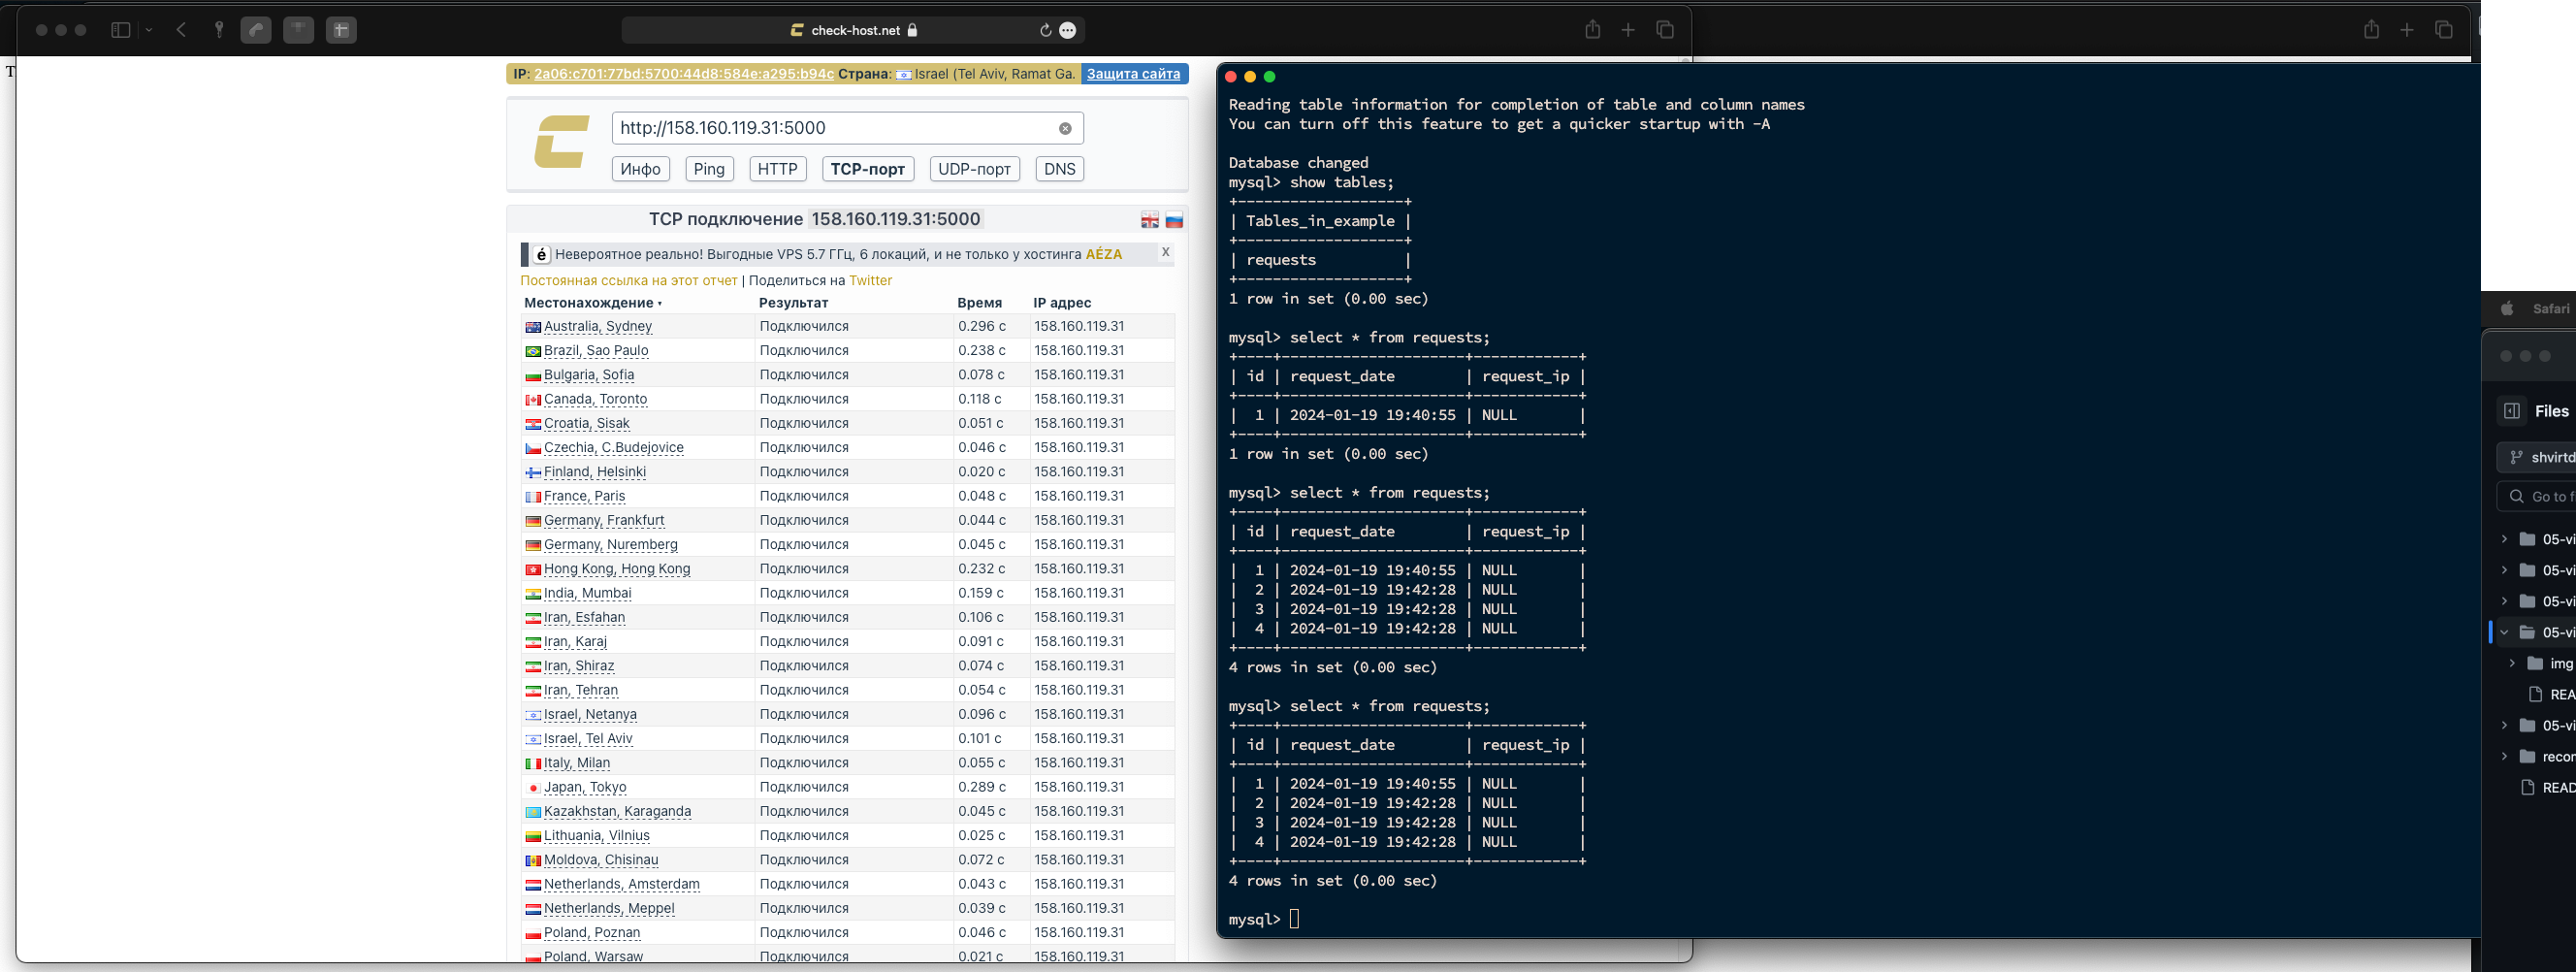 check-host.net
T
IP: 2a06:c701:77bd:5700:44d8:584e:a295:b94c Страна: Israel (Tel Aviv, Ramat Ga. Защита сайта
http://158.160.119.31:5000
Инфо Ping HTTP TCP-порт UDP-порт DNS
TCP подключение 158.160.119.31:5000
é Невероятное реально! Выгодные VPS 5.7 ГГц, 6 локаций, и не только у хостинга AÉZA X
Постоянная ссылка на этот отчет | Поделиться на Twitter
Местонахождение Результат Время IP адрес
Australia, Sydney Подключился 0.296 с 158.160.119.31
Brazil, Sao Paulo Подключился 0.238 с 158.160.119.31
Bulgaria, Sofia Подключился 0.078 с 158.160.119.31
Canada, Toronto Подключился 0.118 с 158.160.119.31
Croatia, Sisak Подключился 0.051 с 158.160.119.31
Czechia, C.Budejovice Подключился 0.046 с 158.160.119.31
Finland, Helsinki Подключился 0.020 с 158.160.119.31
France, Paris Подключился 0.048 с 158.160.119.31
Germany, Frankfurt Подключился 0.044 с 158.160.119.31
Germany, Nuremberg Подключился 0.045 с 158.160.119.31
Hong Kong, Hong Kong Подключился 0.232 с 158.160.119.31
India, Mumbai Подключился 0.159 с 158.160.119.31
Iran, Esfahan Подключился 0.106 с 158.160.119.31
Iran, Karaj Подключился 0.091 с 158.160.119.31
Iran, Shiraz Подключился 0.074 с 158.160.119.31
Iran, Tehran Подключился 0.054 с 158.160.119.31
Israel, Netanya Подключился 0.096 с 158.160.119.31
Israel, Tel Aviv Подключился 0.101 с 158.160.119.31
Italy, Milan Подключился 0.055 с 158.160.119.31
Japan, Tokyo Подключился 0.289 с 158.160.119.31
Kazakhstan, Karaganda Подключился 0.045 с 158.160.119.31
Lithuania, Vilnius Подключился 0.025 с 158.160.119.31
Moldova, Chisinau Подключился 0.072 с 158.160.119.31
Netherlands, Amsterdam Подключился 0.043 с 158.160.119.31
Netherlands, Meppel Подключился 0.039 с 158.160.119.31
Poland, Poznan Подключился 0.046 с 158.160.119.31
Poland, Warsaw Подключился 0.021 с 158.160.119.31
Reading table information for completion of table and column names
You can turn off this feature to get a quicker startup with -A
Database changed
mysql> show tables;
+-------------------+
| Tables_in_example |
+-------------------+
| requests          |
+-------------------+
1 row in set (0.00 sec)
mysql> select * from requests;
+----+---------------------+------------+
| id | request_date        | request_ip |
+----+---------------------+------------+
|  1 | 2024-01-19 19:40:55 | NULL       |
+----+---------------------+------------+
1 row in set (0.00 sec)
mysql> select * from requests;
+----+---------------------+------------+
| id | request_date        | request_ip |
+----+---------------------+------------+
|  1 | 2024-01-19 19:40:55 | NULL       |
|  2 | 2024-01-19 19:42:28 | NULL       |
|  3 | 2024-01-19 19:42:28 | NULL       |
|  4 | 2024-01-19 19:42:28 | NULL       |
+----+---------------------+------------+
4 rows in set (0.00 sec)
mysql> select * from requests;
+----+---------------------+------------+
| id | request_date        | request_ip |
+----+---------------------+------------+
|  1 | 2024-01-19 19:40:55 | NULL       |
|  2 | 2024-01-19 19:42:28 | NULL       |
|  3 | 2024-01-19 19:42:28 | NULL       |
|  4 | 2024-01-19 19:42:28 | NULL       |
+----+---------------------+------------+
4 rows in set (0.00 sec)
mysql>
Safari
Files
shvirtd
Go to f
05-vi
05-vi
05-vi
05-vi
img
REA
05-vi
recor
READ